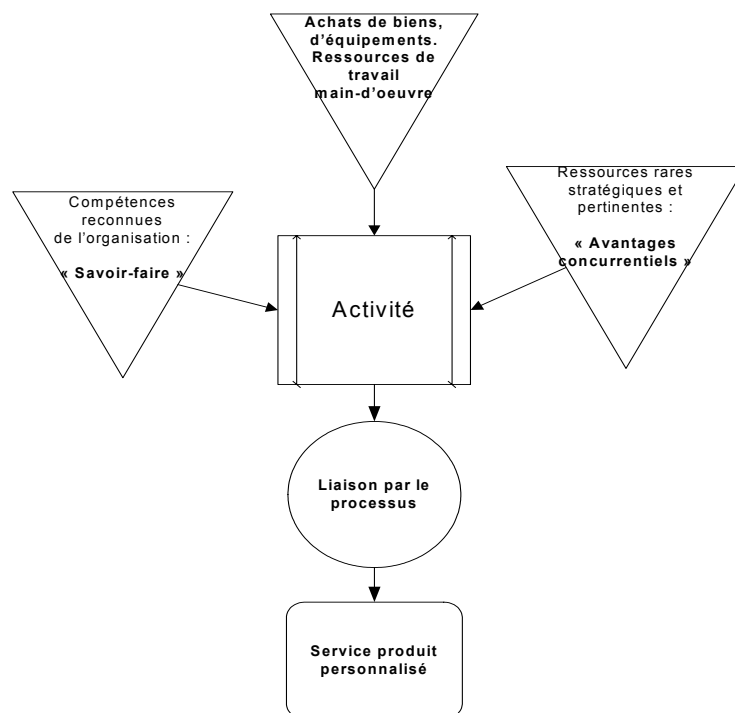 Achats de biens,
d'équipements.
Ressources de
travail
main-d'oeuvre
Compétences
reconnues
de l'organisation :
« Savoir-faire »
Ressources rares
stratégiques et
pertinentes :
« Avantages
concurrentiels »
Activité
Liaison par le
processus
Service produit
personnalisé